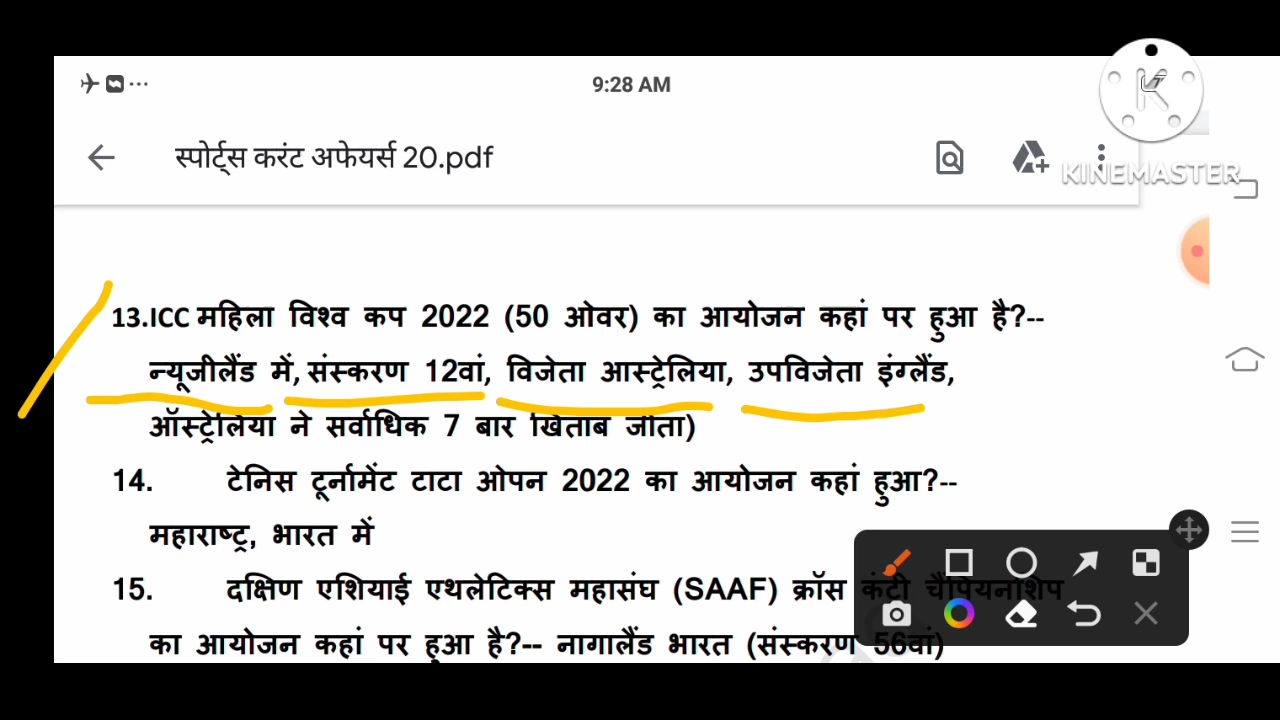 9:28 AM
स्पोर्ट्स करंट अफेयर्स 20.pdf
KINEMASTER
13.ICC महिला विश्व कप 2022 (50 ओवर) का आयोजन कहां पर हुआ है?--
न्यूजीलैंड में, संस्करण 12वां, विजेता आस्ट्रेलिया, उपविजेता इंग्लैंड,
ऑस्ट्रेलिया ने सर्वाधिक 7 बार खिताब जीता)
14. टेनिस टूर्नामेंट टाटा ओपन 2022 का आयोजन कहां हुआ?--
महाराष्ट्र, भारत में
15. दक्षिण एशियाई एथलेटिक्स महासंघ (SAAF) क्रॉस कंट्री चैंपियनशिप
का आयोजन कहां पर हुआ है?-- नागालैंड भारत (संस्करण 56वां)